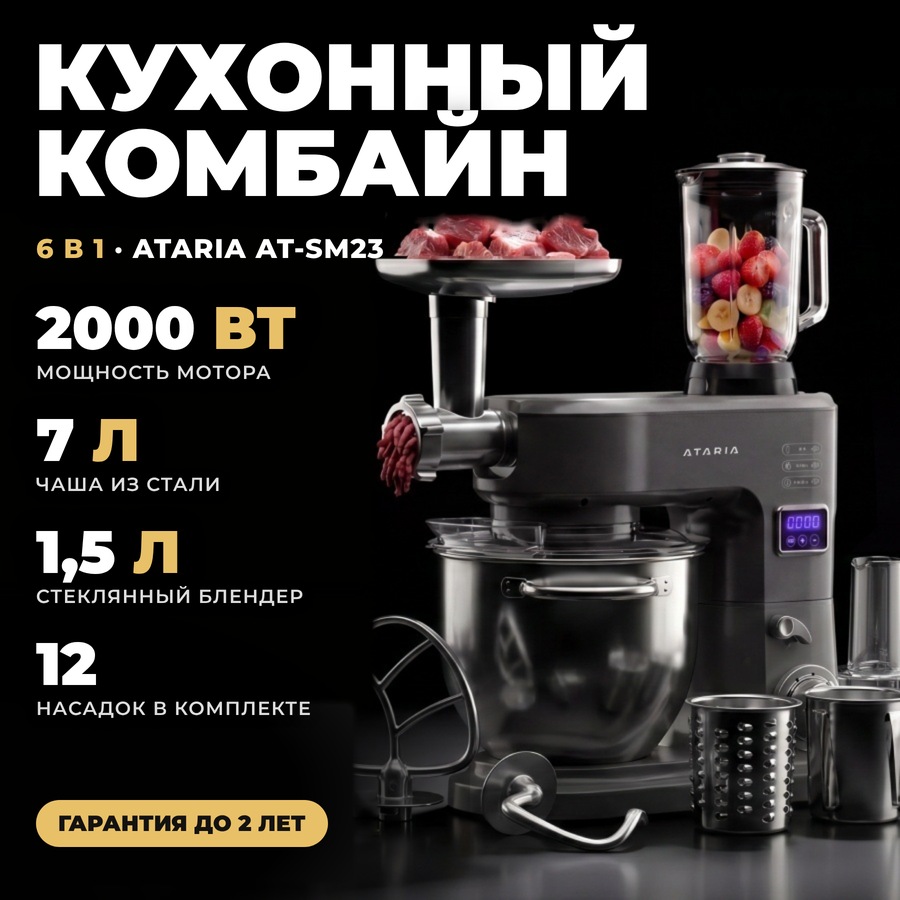 КУХОННЫЙ
КОМБАЙН
6 В 1 · ATARIA AT-SM23
2000 ВТ
МОЩНОСТЬ МОТОРА
7 Л
ЧАША ИЗ СТАЛИ
1,5 Л
СТЕКЛЯННЫЙ БЛЕНДЕР
12
НАСАДОК В КОМПЛЕКТЕ
ГАРАНТИЯ ДО 2 ЛЕТ
ATARIA
0000